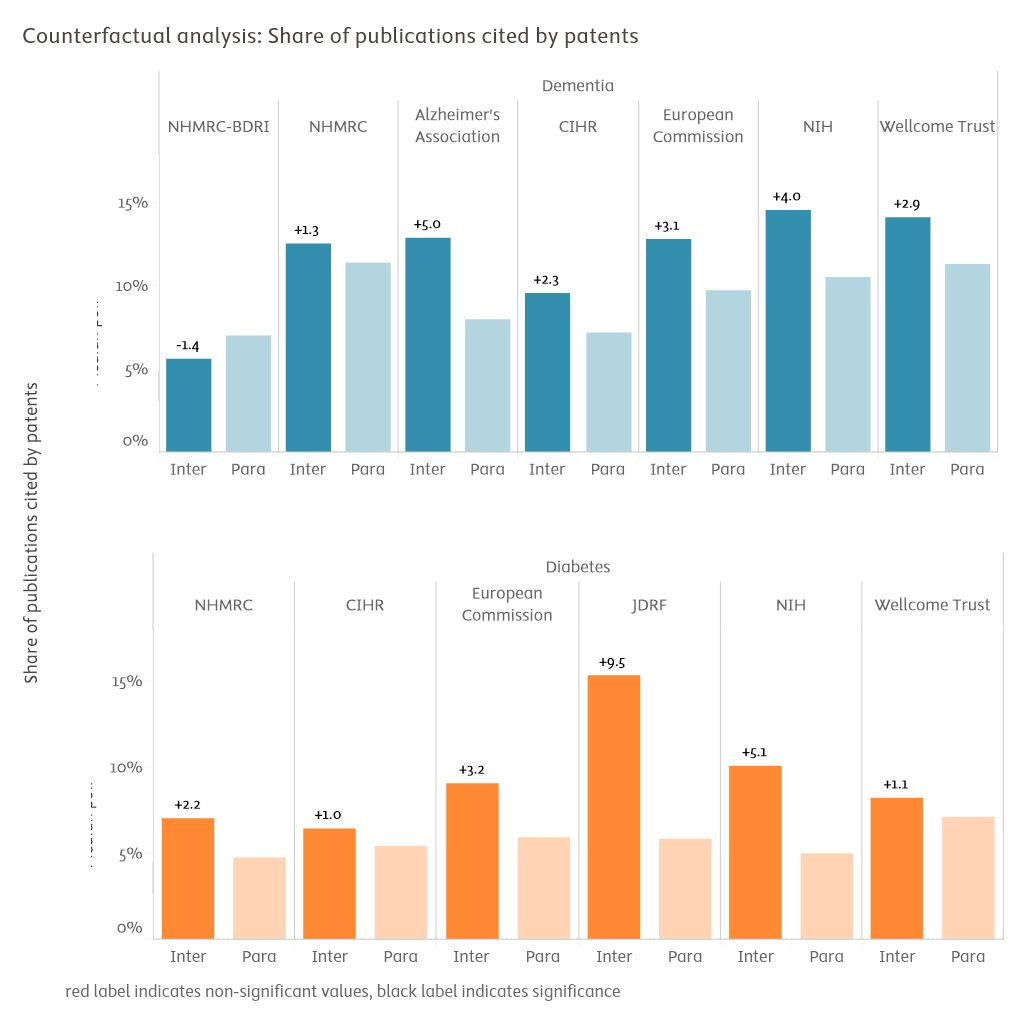 Counterfactual analysis: Share of publications cited by patents
Dementia
NHMRC-BDRI NHMRC Alzheimer's Association CIHR European Commission NIH Wellcome Trust
15%
10%
5%
0%
-1.4 +1.3 +5.0 +2.3 +3.1 +4.0 +2.9
Inter Para Inter Para Inter Para Inter Para Inter Para Inter Para Inter Para
Share of publications cited by patents
Diabetes
NHMRC CIHR European Commission JDRF NIH Wellcome Trust
15%
10%
5%
0%
+2.2 +1.0 +3.2 +9.5 +5.1 +1.1
Inter Para Inter Para Inter Para Inter Para Inter Para Inter Para
red label indicates non-significant values, black label indicates significance